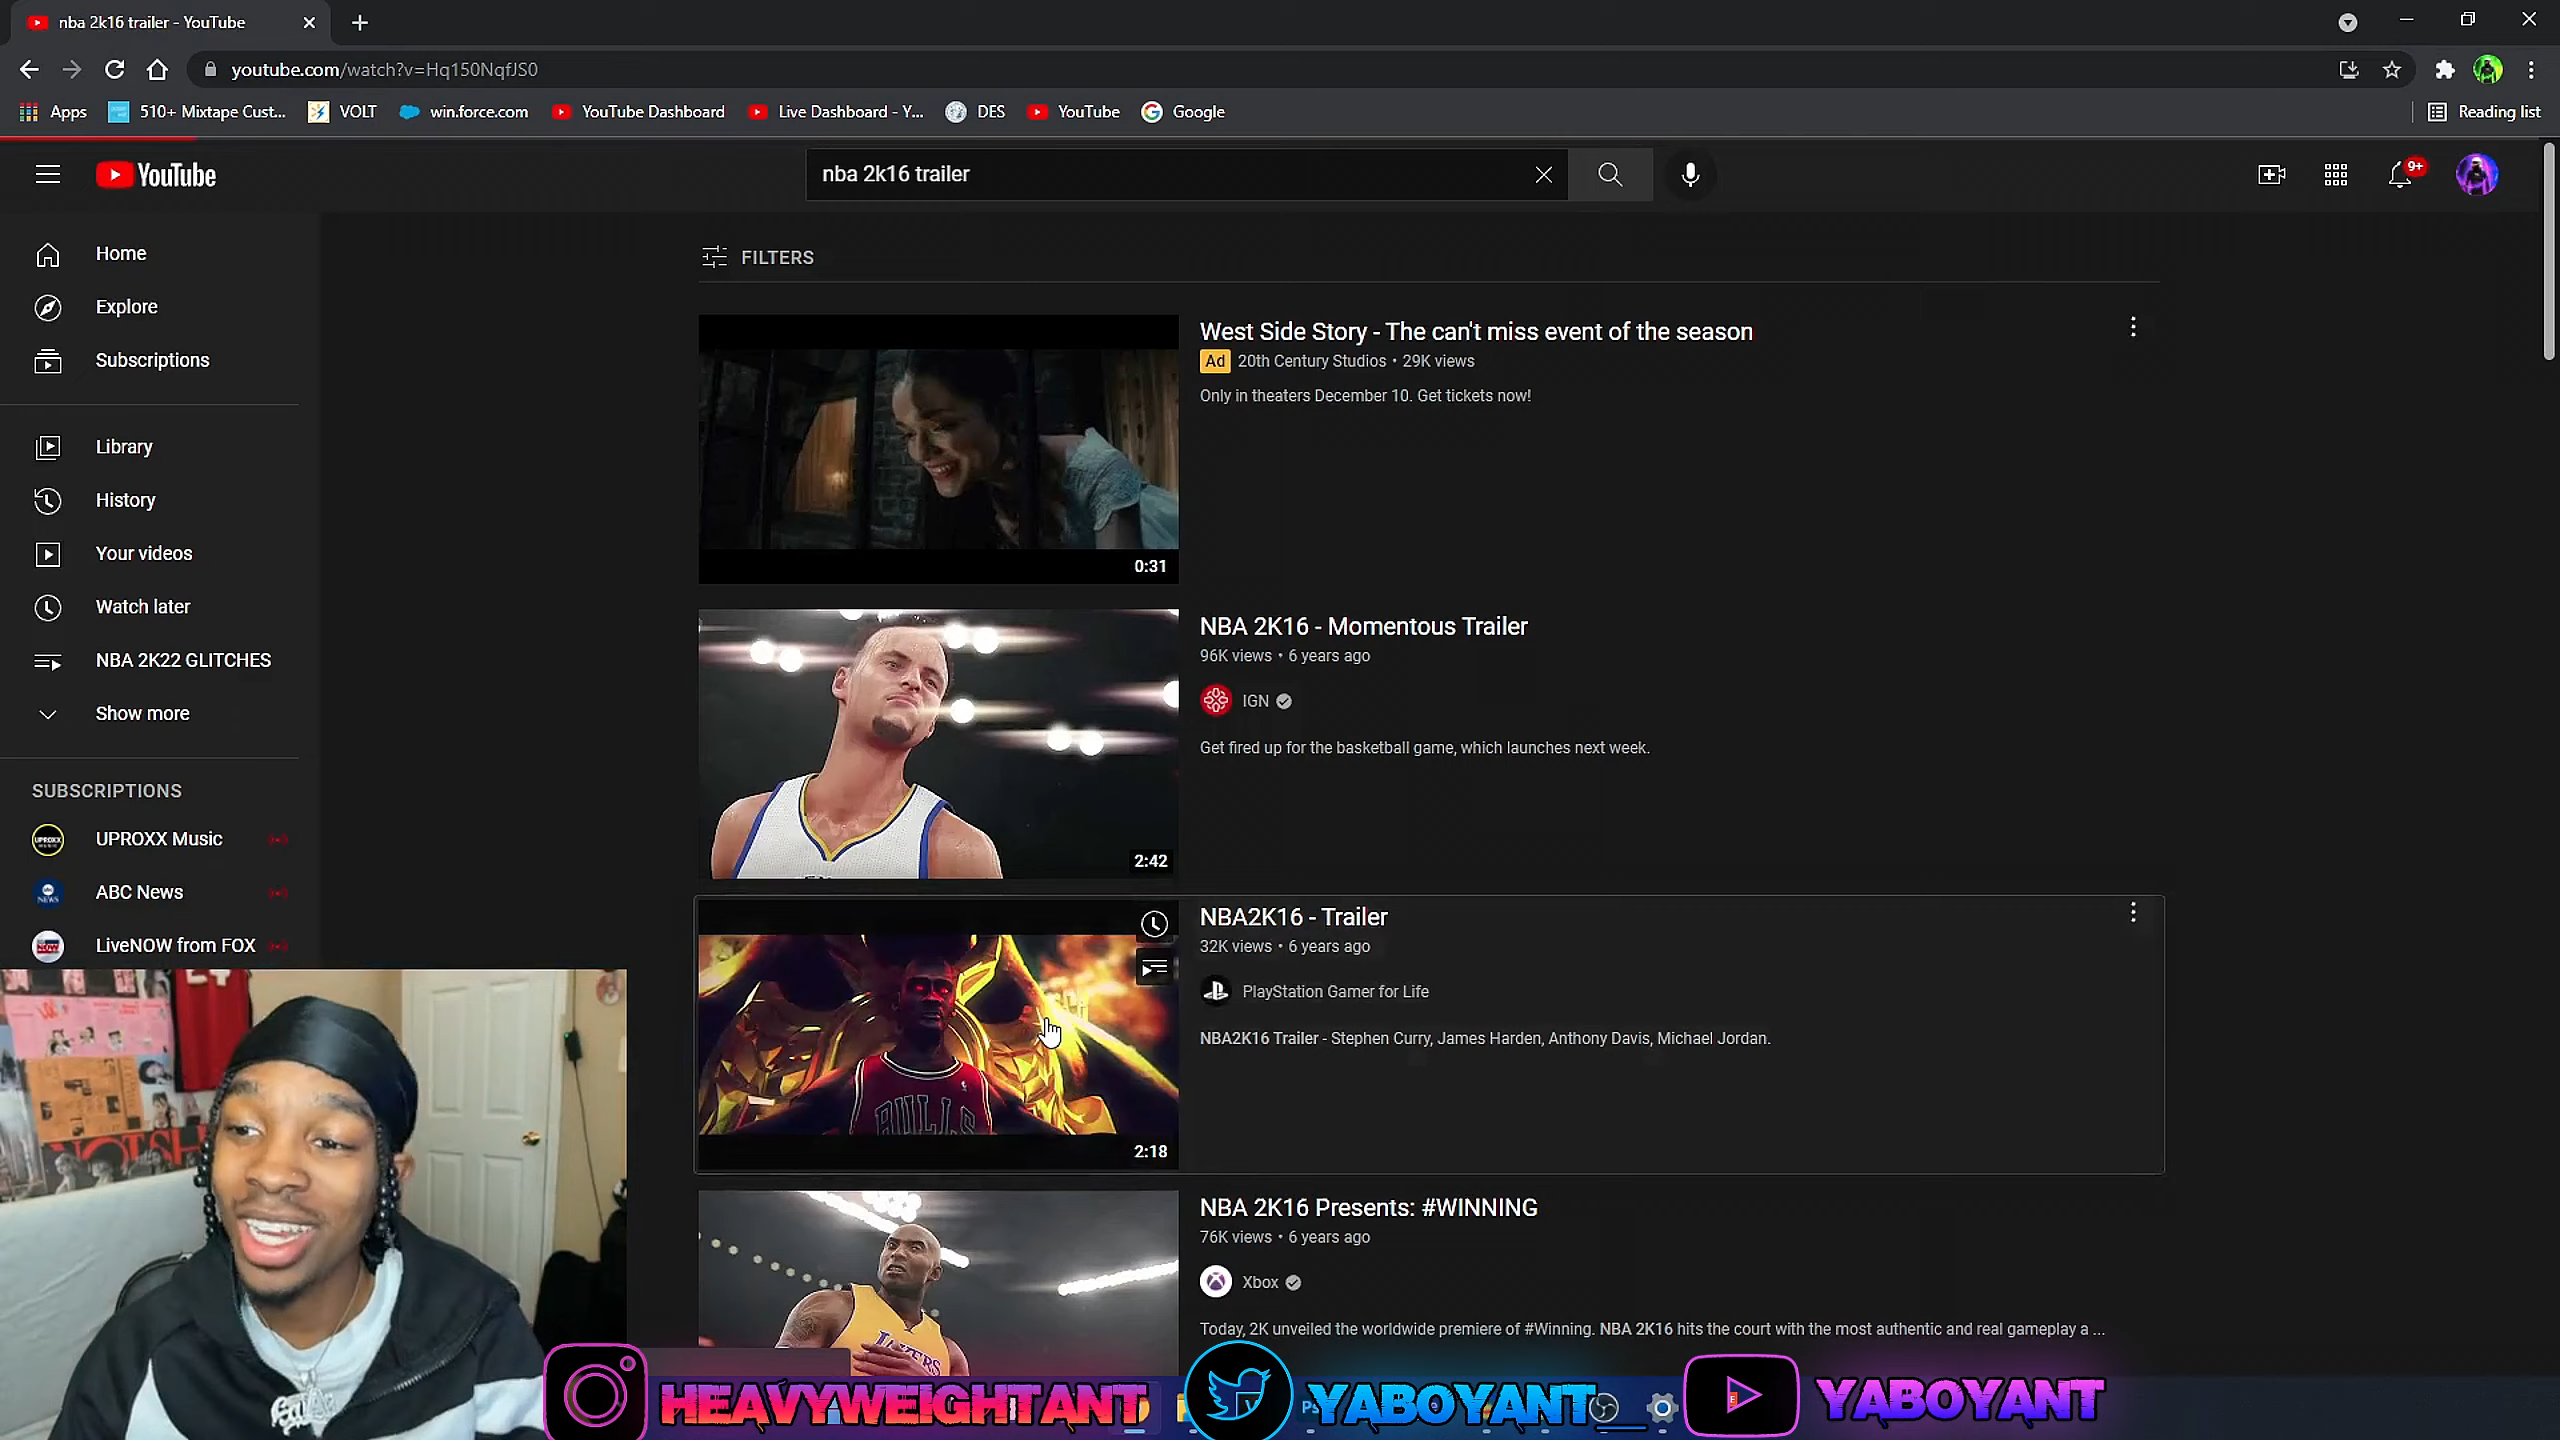 nba 2k16 trailer - YouTube
youtube.com/watch?v=Hq150NqfJS0
Apps
510+ Mixtape Cust...
VOLT
win.force.com
YouTube Dashboard
Live Dashboard - Y...
DES
YouTube
Google
Reading list
YouTube
nba 2k16 trailer
9+
Home
Explore
Subscriptions
Library
History
Your videos
Watch later
NBA 2K22 GLITCHES
Show more
SUBSCRIPTIONS
UPROXX Music
ABC News
LiveNOW from FOX
FILTERS
West Side Story - The can't miss event of the season
Ad 20th Century Studios • 29K views
Only in theaters December 10. Get tickets now!
0:31
NBA 2K16 - Momentous Trailer
96K views • 6 years ago
IGN
Get fired up for the basketball game, which launches next week.
2:42
NBA2K16 - Trailer
32K views • 6 years ago
PlayStation Gamer for Life
NBA2K16 Trailer - Stephen Curry, James Harden, Anthony Davis, Michael Jordan.
BULLS
2:18
NBA 2K16 Presents: #WINNING
76K views • 6 years ago
Xbox
Today, 2K unveiled the worldwide premiere of #Winning. NBA 2K16 hits the court with the most authentic and real gameplay a ...
LAKERS
HEAVYWEIGHTANT
YABOYANT__
YABOYANT